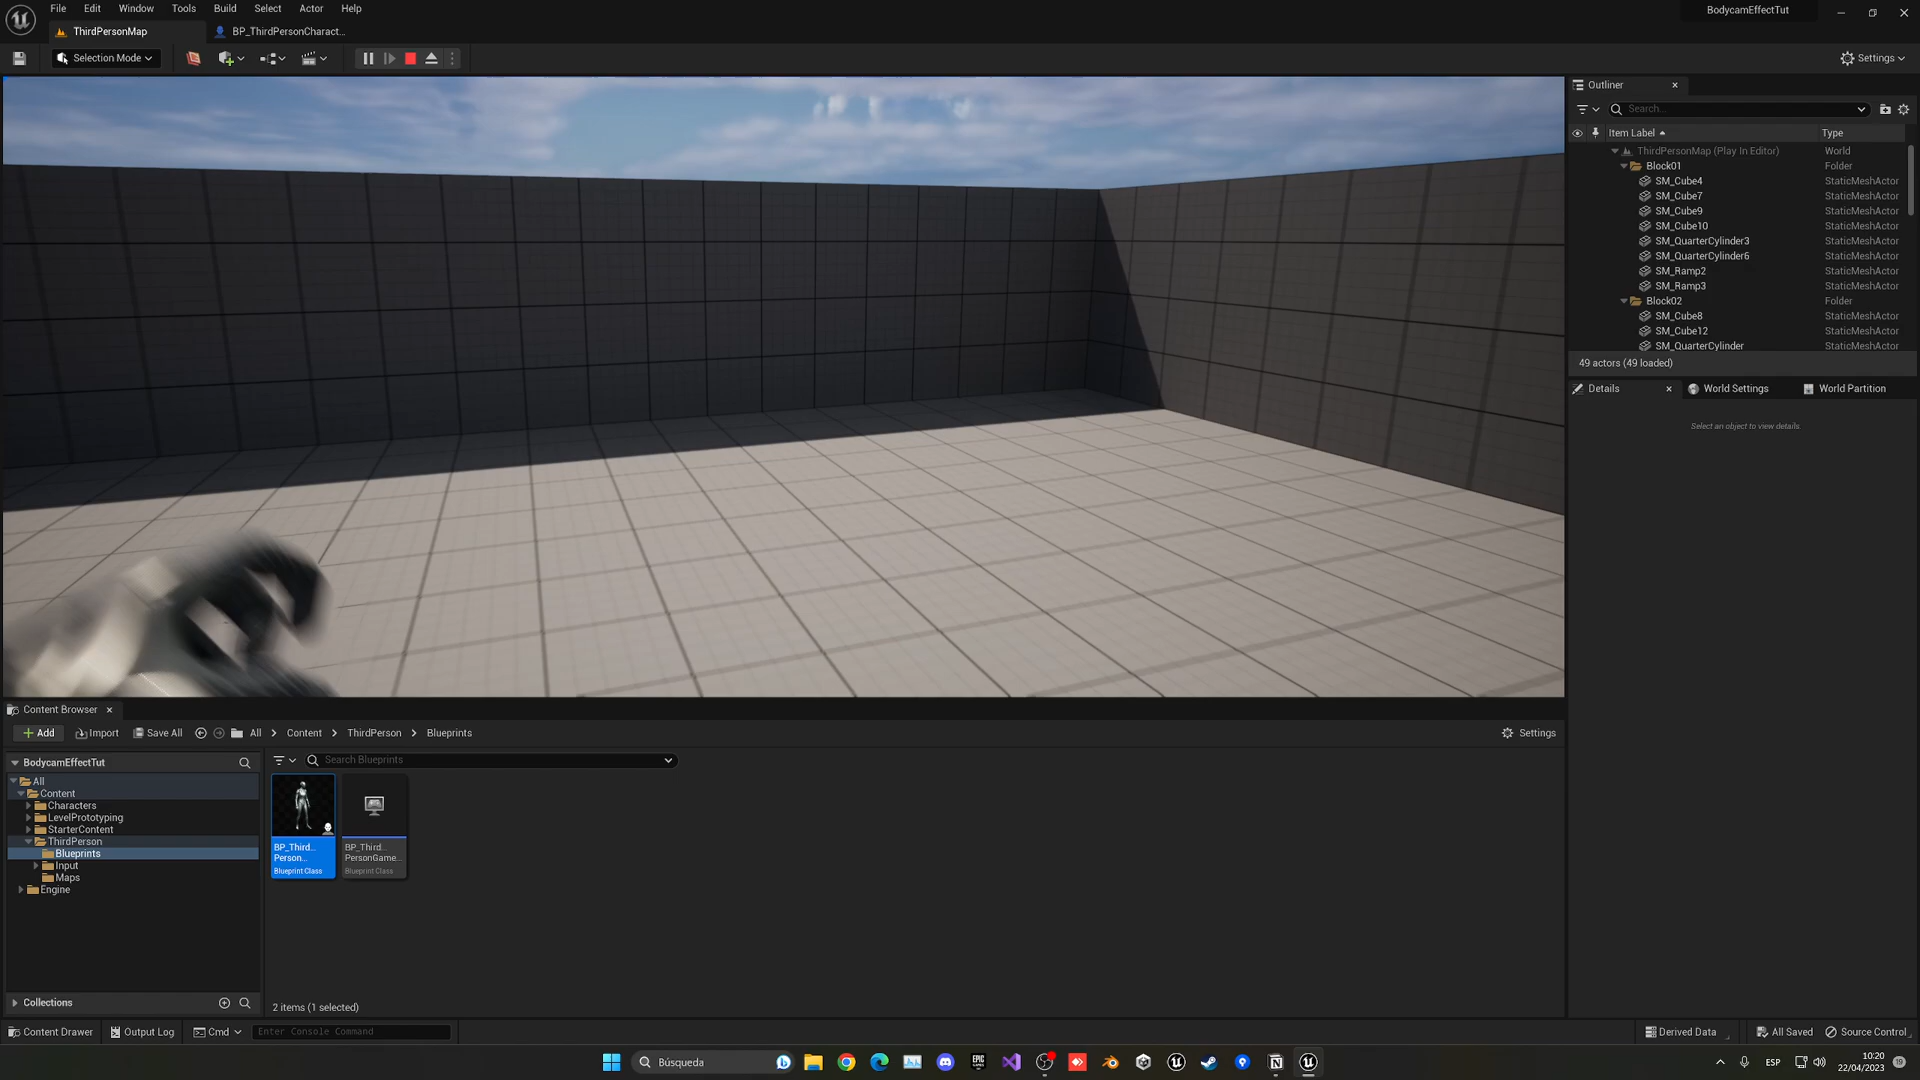 File Edit Window Tools Build Select Actor Help
BodycamEffectTut
ThirdPersonMap
BP_ThirdPersonCharact...
Selection Mode
Settings
Outliner
Search...
Item Label
Type
ThirdPersonMap (Play In Editor) World
Block01 Folder
SM_Cube4 StaticMeshActor
SM_Cube7 StaticMeshActor
SM_Cube9 StaticMeshActor
SM_Cube10 StaticMeshActor
SM_QuarterCylinder3 StaticMeshActor
SM_QuarterCylinder6 StaticMeshActor
SM_Ramp2 StaticMeshActor
SM_Ramp3 StaticMeshActor
Block02 Folder
SM_Cube8 StaticMeshActor
SM_Cube12 StaticMeshActor
SM_QuarterCylinder StaticMeshActor
49 actors (49 loaded)
Details
World Settings
World Partition
Select an object to view details.
Content Browser
Add
Import
Save All
All
Content
ThirdPerson
Blueprints
Settings
BodycamEffectTut
Search Blueprints
All
Content
Characters
LevelPrototyping
StarterContent
ThirdPerson
Blueprints
Input
Maps
Engine
BP_Third...
Person...
Blueprint Class
BP_Third...
PersonGame...
Blueprint Class
Collections
2 items (1 selected)
Content Drawer
Output Log
Cmd
Enter Console Command
Derived Data
All Saved
Source Control
Búsqueda
EPIC
GAMES
ESP
10:20
22/04/2023
19